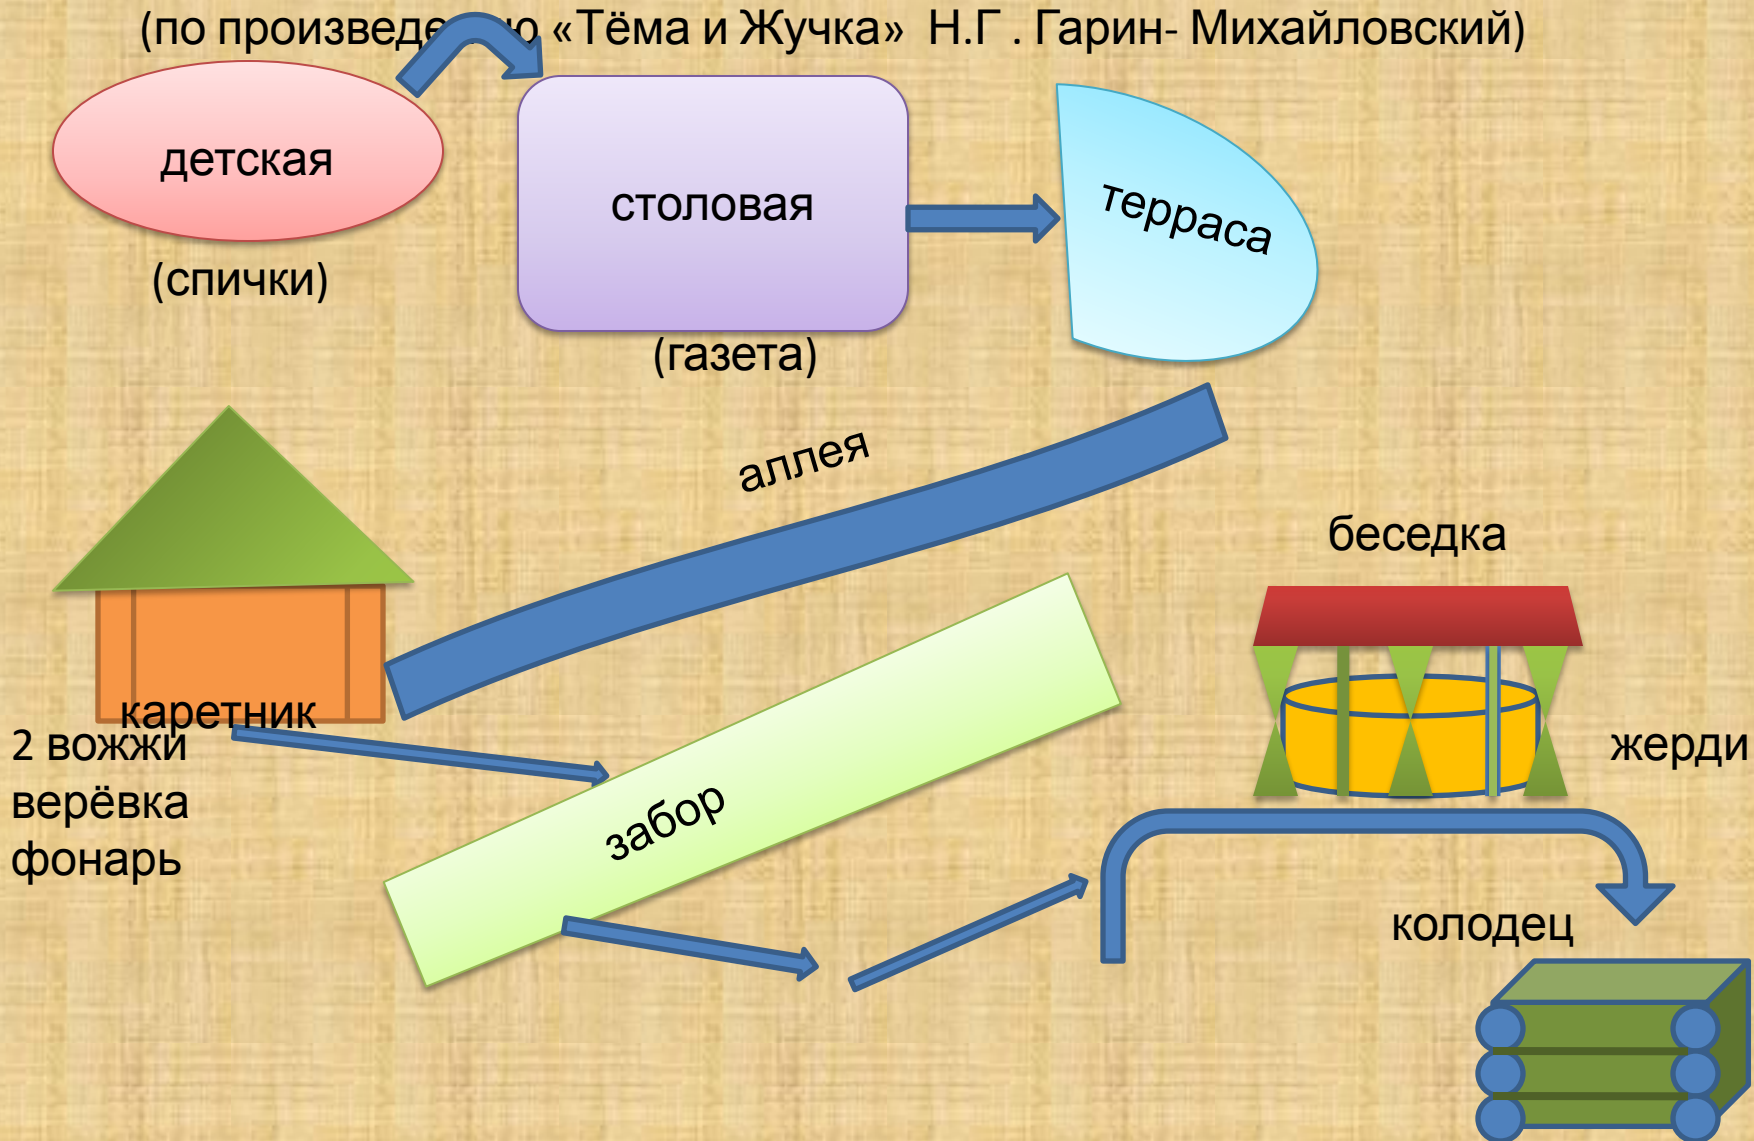 (по произведению «Тёма и Жучка» Н.Г . Гарин- Михайловский)
детская
(спички)
столовая
(газета)
терраса
аллея
каретник
2 вожжи
верёвка
фонарь
забор
беседка
жерди
колодец